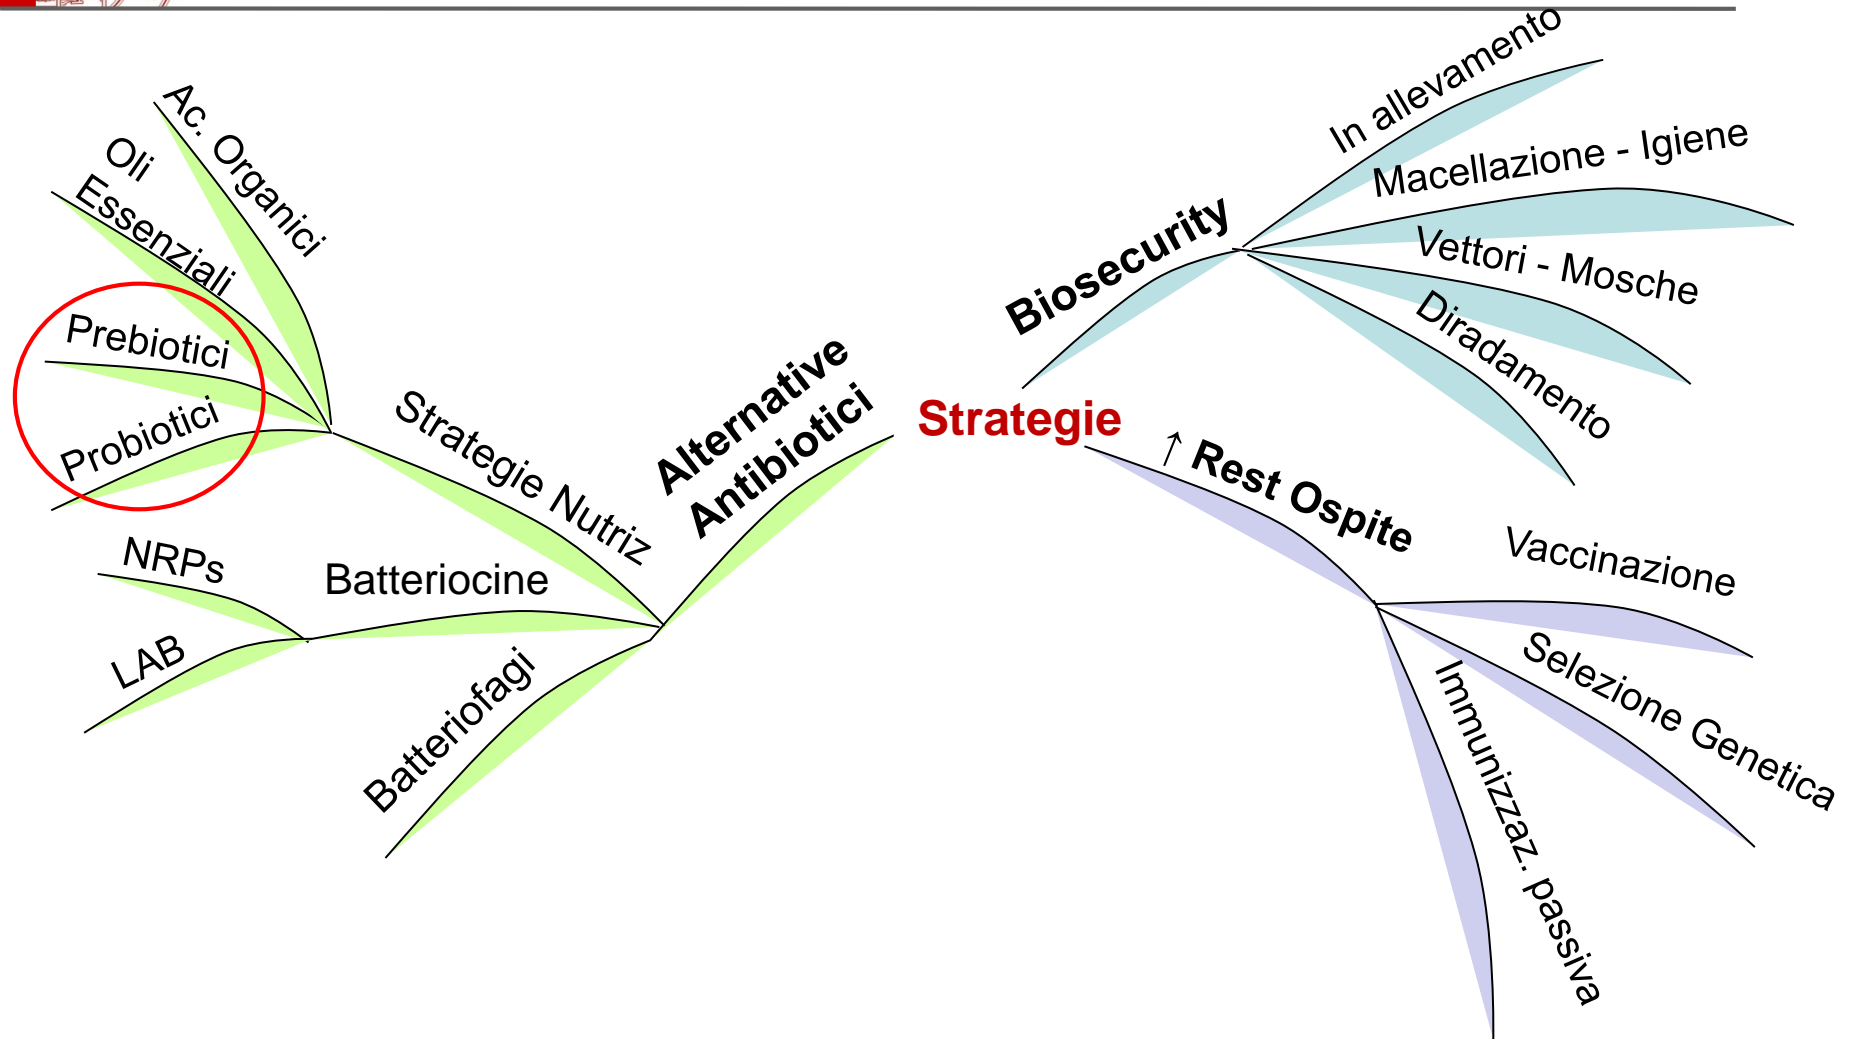 Ac. Organici
Oli
Essenziali
Prebiotici
Probiotici
Strategie Nutriz
NRPs
LAB
Batteriocine
Batteriofagi
Alternative
Antibiotici
Strategie
Biosecurity
In allevamento
Macellazione - Igiene
Vettori - Mosche
Diradamento
↑ Rest Ospite
Vaccinazione
Selezione Genetica
Immunizzaz. passiva